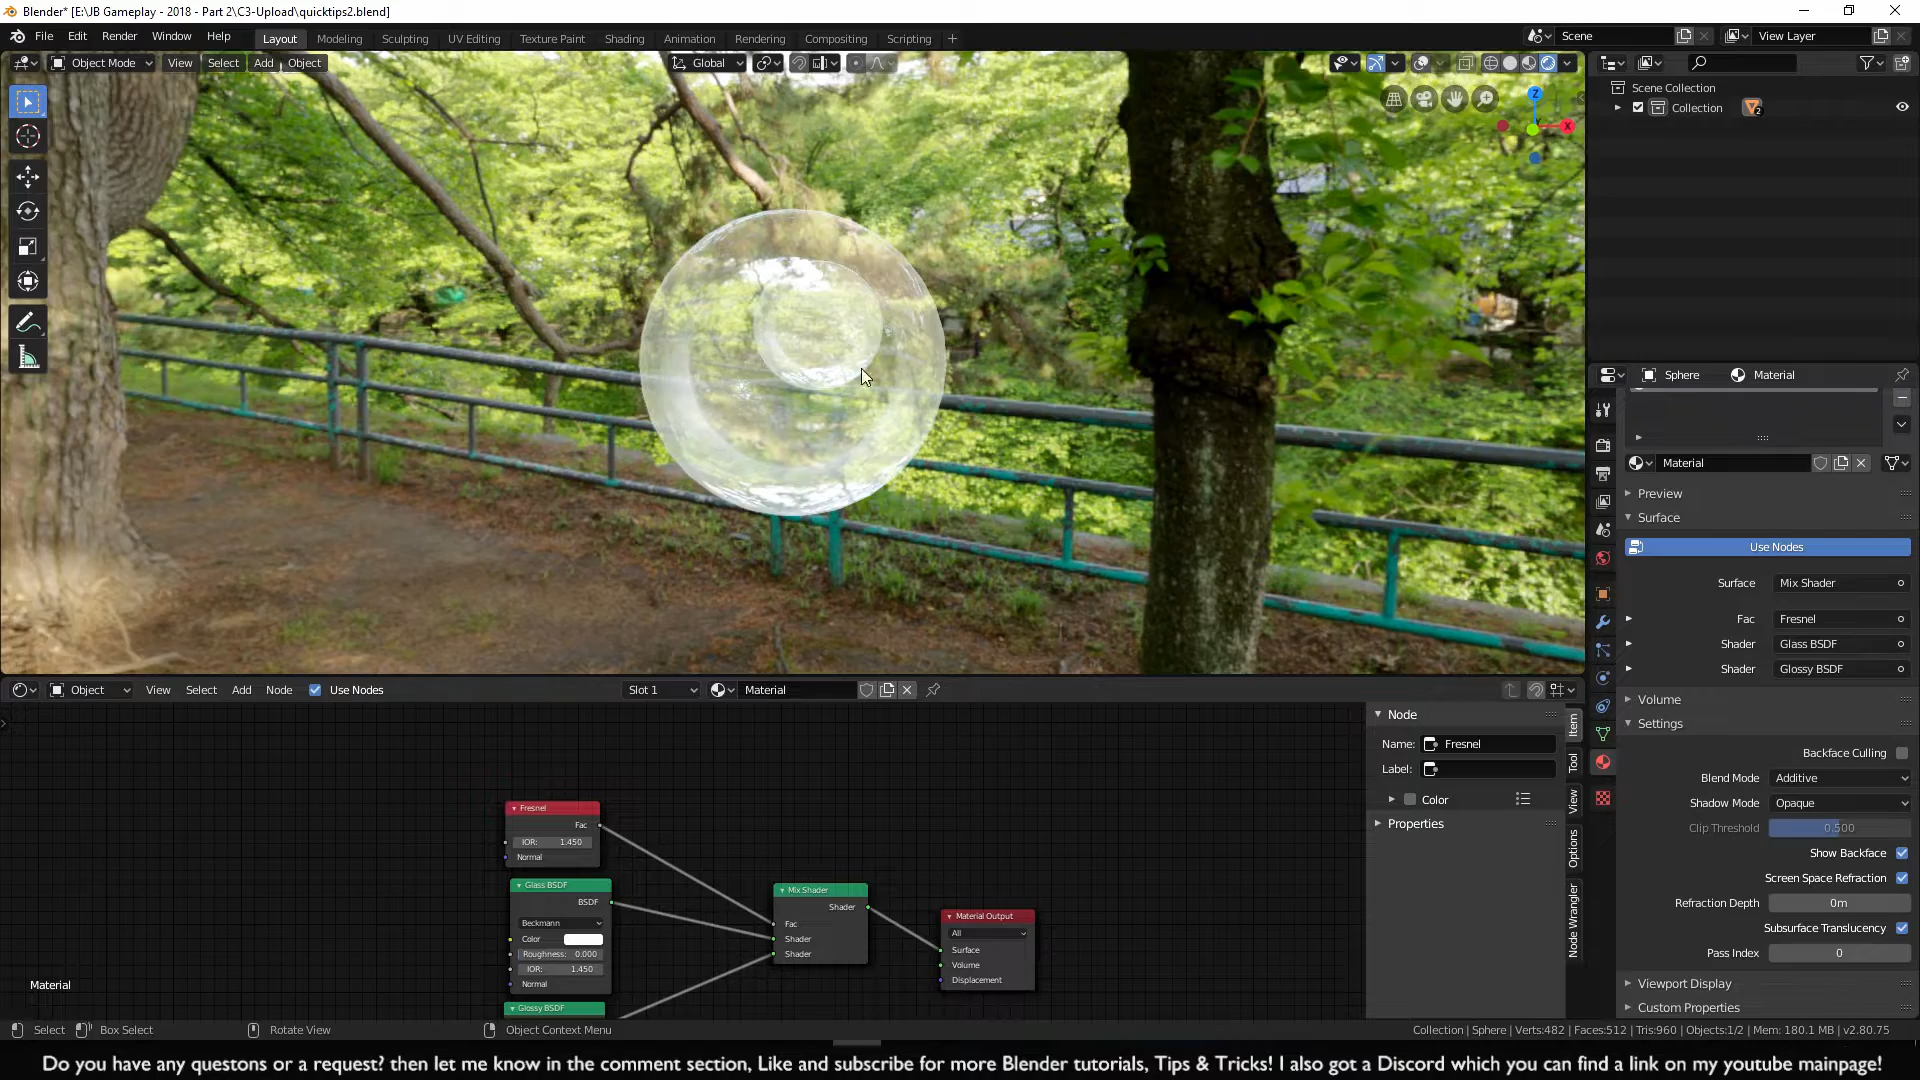 Blender* [E:\JB Gameplay - 2018 - Part 2\C3-Upload\quicktips2.blend]
File Edit Render Window Help Layout Modeling Sculpting UV Editing Texture Paint Shading Animation Rendering Compositing Scripting + Scene View Layer
Object Mode View Select Add Object Global
Scene Collection
Collection 2
Sphere Material
Material
Preview
Surface
Use Nodes
Surface Mix Shader
Fac Fresnel
Shader Glass BSDF
Shader Glossy BSDF
Volume
Settings
Backface Culling
Blend Mode Additive
Shadow Mode Opaque
Clip Threshold 0.500
Show Backface
Screen Space Refraction
Refraction Depth 0m
Subsurface Translucency
Pass Index 0
Viewport Display
Custom Properties
Z
X
Object View Select Add Node Use Nodes Slot 1 Material
Node
Name: Fresnel
Label:
Color
Properties
Item
Tool
View
Options
Node Wrangler
Fresnel
Fac
IOR: 1.450
Normal
Glass BSDF
BSDF
Beckmann
Color
Roughness: 0.000
IOR: 1.450
Normal
Glossy BSDF
Mix Shader
Shader
Fac
Shader
Shader
Material Output
All
Surface
Volume
Displacement
Material
Select Box Select Rotate View Object Context Menu
Collection | Sphere | Verts:482 | Faces:512 | Tris:960 | Objects:1/2 | Mem: 180.1 MB | v2.80.75
Do you have any questons or a request? then let me know in the comment section, Like and subscribe for more Blender tutorials, Tips & Tricks! I also got a Discord which you can find a link on my youtube mainpage!